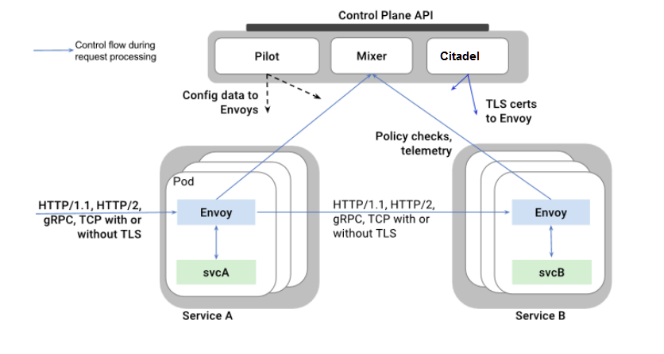 Control Plane API
Control flow during
request processing
Pilot
Mixer
Citadel
Config data to
Envoys
TLS certs
to Envoy
Policy checks,
telemetry
Pod
HTTP/1.1, HTTP/2,
gRPC, TCP with or
without TLS
Envoy
HTTP/1.1, HTTP/2,
gRPC, TCP with or
without TLS
Envoy
svcA
svcB
Service A
Service B